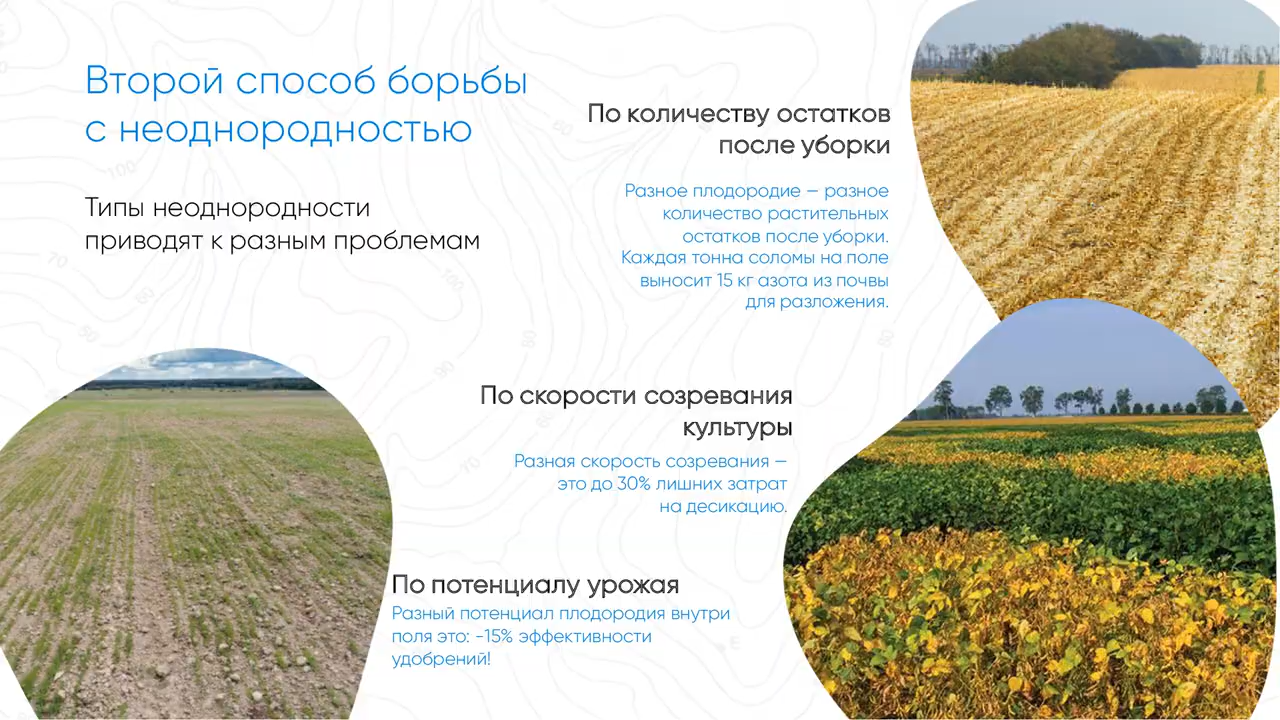 Второй способ борьбы
с неоднородностью
Типы неоднородности
приводят к разным проблемам
По количеству остатков
после уборки
Разное плодородие — разное
количество растительных
остатков после уборки.
Каждая тонна соломы на поле
выносит 15 кг азота из почвы
для разложения.
По скорости созревания
культуры
Разная скорость созревания —
это до 30% лишних затрат
на десикацию.
По потенциалу урожая
Разный потенциал плодородия внутри
поля это: -15% эффективности
удобрений!